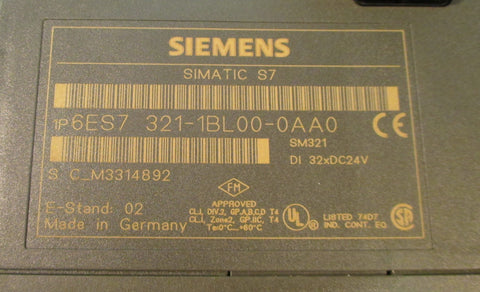 SIEMENS
SIMATIC S7
1P 6ES7 321-1BL00-0AA0 CE
SM321
DI 32xDC24V
S C_M3314892
FM
APPROVED
E-Stand: 02
Made in Germany
CL.I, DIV.2, GP.A,B,C,D T4
CL.I, Zone2, GP.IIC, T4
Ta:0°C...+60°C
UL
LISTED 74D7
IND. CONT. EQ.